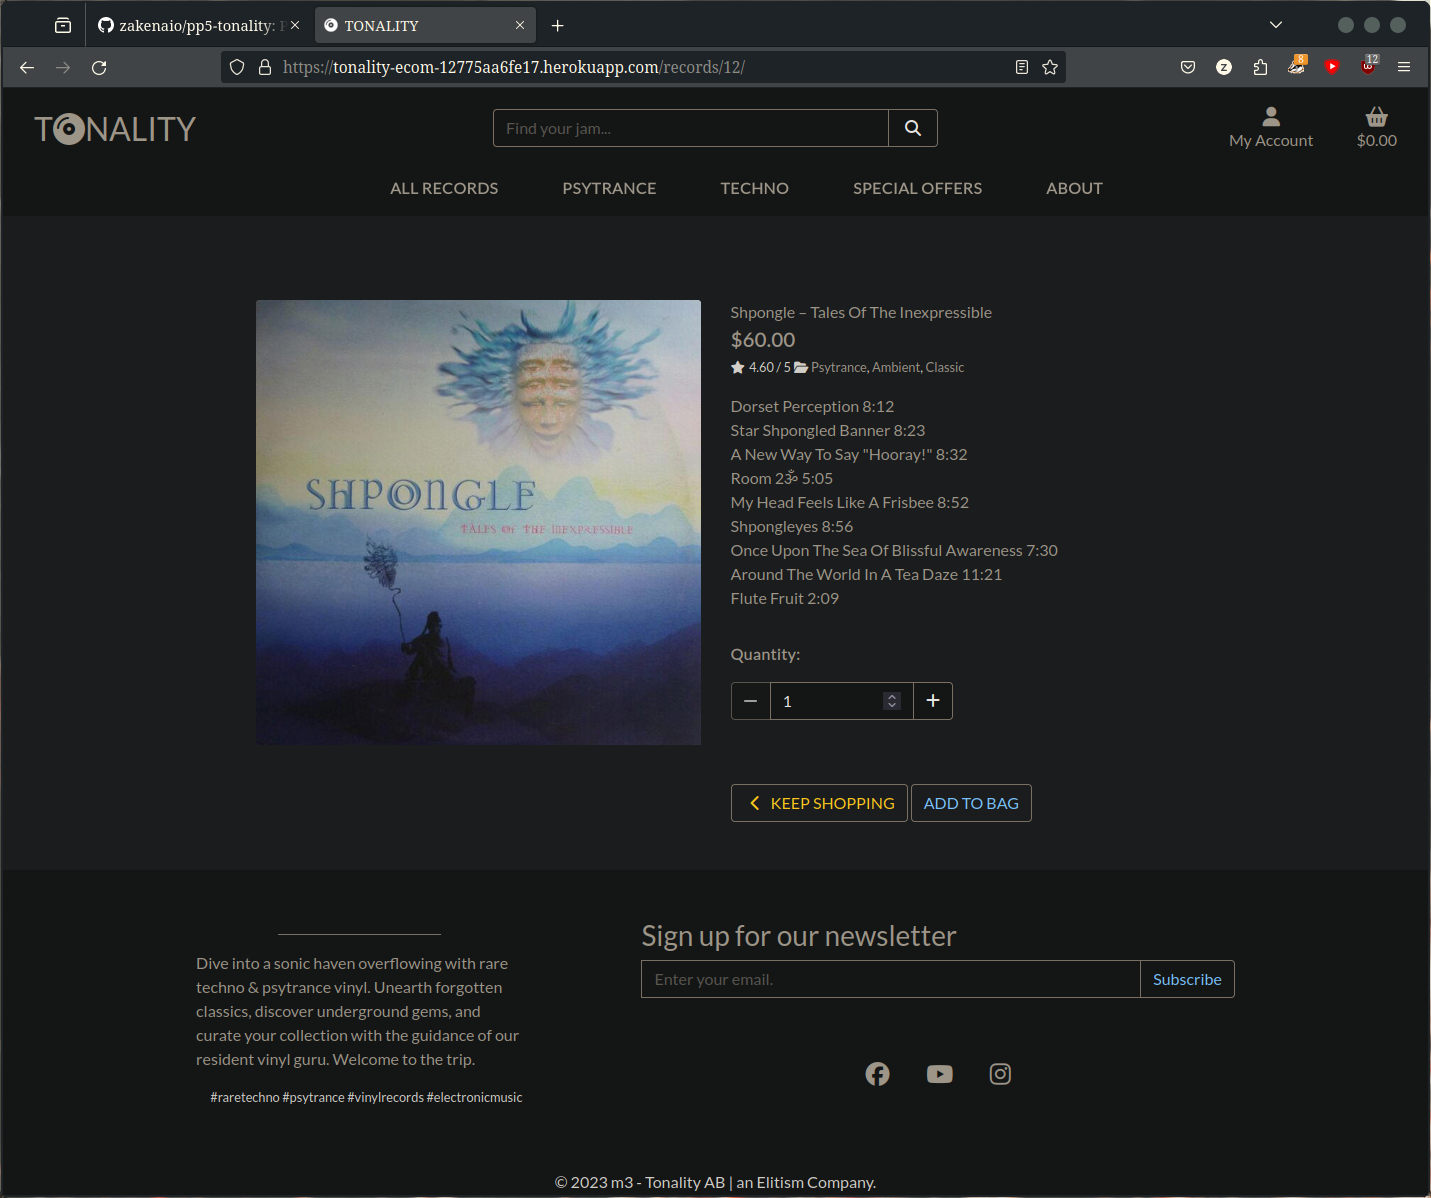 zakenaio/pp5-tonality:
TONALITY
https://tonality-ecom-12775aa6fe17.herokuapp.com/records/12/
Z
8
12
TONALITY
Find your jam...
My Account
$0.00
ALL RECORDS
PSYTRANCE
TECHNO
SPECIAL OFFERS
ABOUT
SHPONGLE
TALES OF THE INEXPRESSIBLE
Shpongle – Tales Of The Inexpressible
$60.00
4.60 / 5 Psytrance, Ambient, Classic
Dorset Perception 8:12
Star Shpongled Banner 8:23
A New Way To Say "Hooray!" 8:32
Room 2ॐ 5:05
My Head Feels Like A Frisbee 8:52
Shpongleyes 8:56
Once Upon The Sea Of Blissful Awareness 7:30
Around The World In A Tea Daze 11:21
Flute Fruit 2:09
Quantity:
1
KEEP SHOPPING
ADD TO BAG
Dive into a sonic haven overflowing with rare
techno & psytrance vinyl. Unearth forgotten
classics, discover underground gems, and
curate your collection with the guidance of our
resident vinyl guru. Welcome to the trip.
#raretechno #psytrance #vinylrecords #electronicmusic
Sign up for our newsletter
Enter your email.
Subscribe
© 2023 m3 - Tonality AB | an Elitism Company.